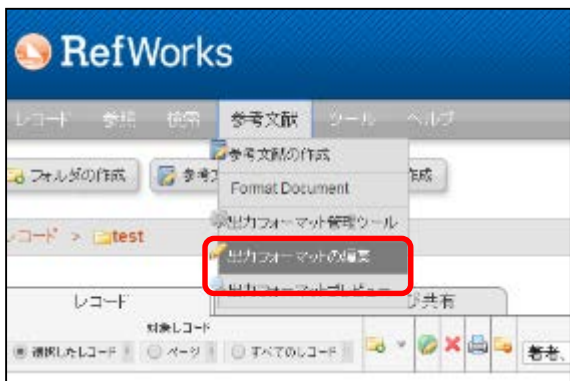 RefWorks
レコード 参照 検索 参考文献 ツール ヘルプ
参考文献の作成
フォルダの作成 参考文 作成
Format Document
出力フォーマット管理ツール
レコード > test
出力フォーマットの編集
出力フォーマットプレビュー
レコード び共有
対象レコード
選択したレコード ページ すべてのレコード 著者、